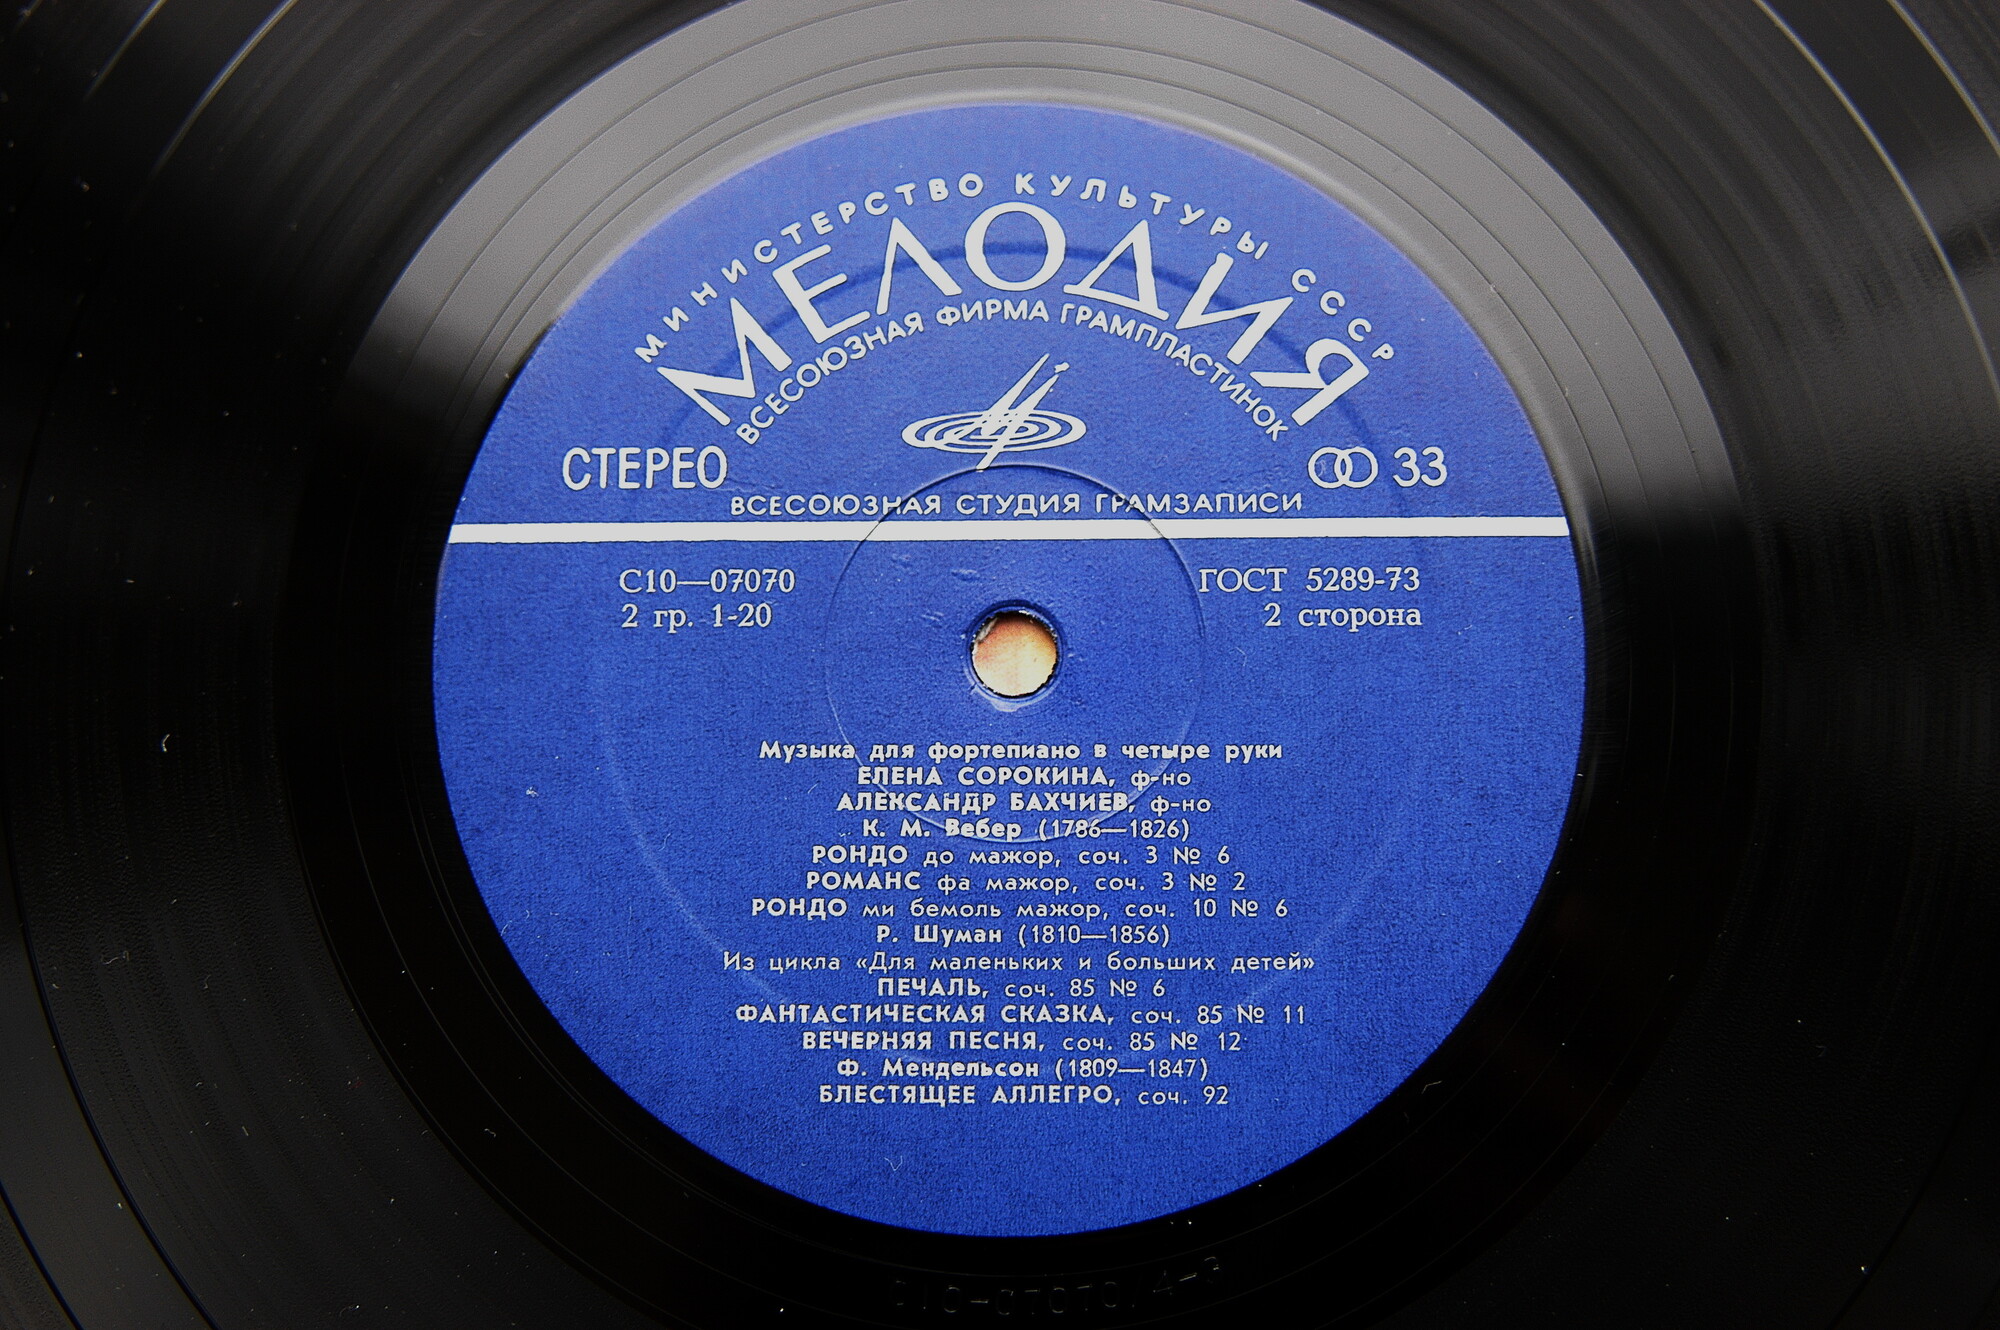 МИНИСТЕРСТВО КУЛЬТУРЫ СССР
МЕЛОДИЯ
ВСЕСОЮЗНАЯ ФИРМА ГРАМПЛАСТИНОК
СТЕРЕО
33
ВСЕСОЮЗНАЯ СТУДИЯ ГРАМЗАПИСИ
С10—07070
ГОСТ 5289-73
2 гр. 1-20
2 сторона
Музыка для фортепиано в четыре руки
ЕЛЕНА СОРОКИНА, ф-но
АЛЕКСАНДР БАХЧИЕВ, ф-но
К. М. Вебер (1786—1826)
РОНДО до мажор, соч. 3 № 6
РОМАНС фа мажор, соч. 3 № 2
РОНДО ми бемоль мажор, соч. 10 № 6
Р. Шуман (1810—1856)
Из цикла «Для маленьких и больших детей»
ПЕЧАЛЬ, соч. 85 № 6
ФАНТАСТИЧЕСКАЯ СКАЗКА, соч. 85 № 11
ВЕЧЕРНЯЯ ПЕСНЯ, соч. 85 № 12
Ф. Мендельсон (1809—1847)
БЛЕСТЯЩЕЕ АЛЛЕГРО, соч. 92
С10-07070/4-3